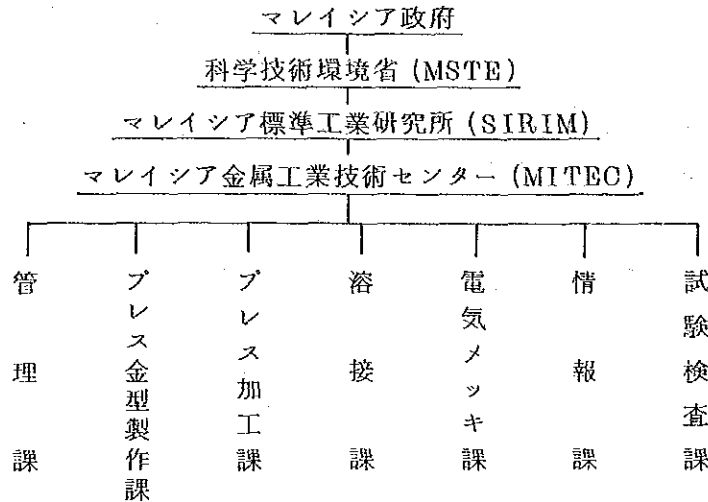 マレイシア政府
科学技術環境省(MSTE)
マレイシア標準工業研究所(SIRIM)
マレイシア金属工業技術センター(MITEC)
管理課
プレス金型製作課
プレス加工課
溶接課
電気メッキ課
情報課
試験検査課